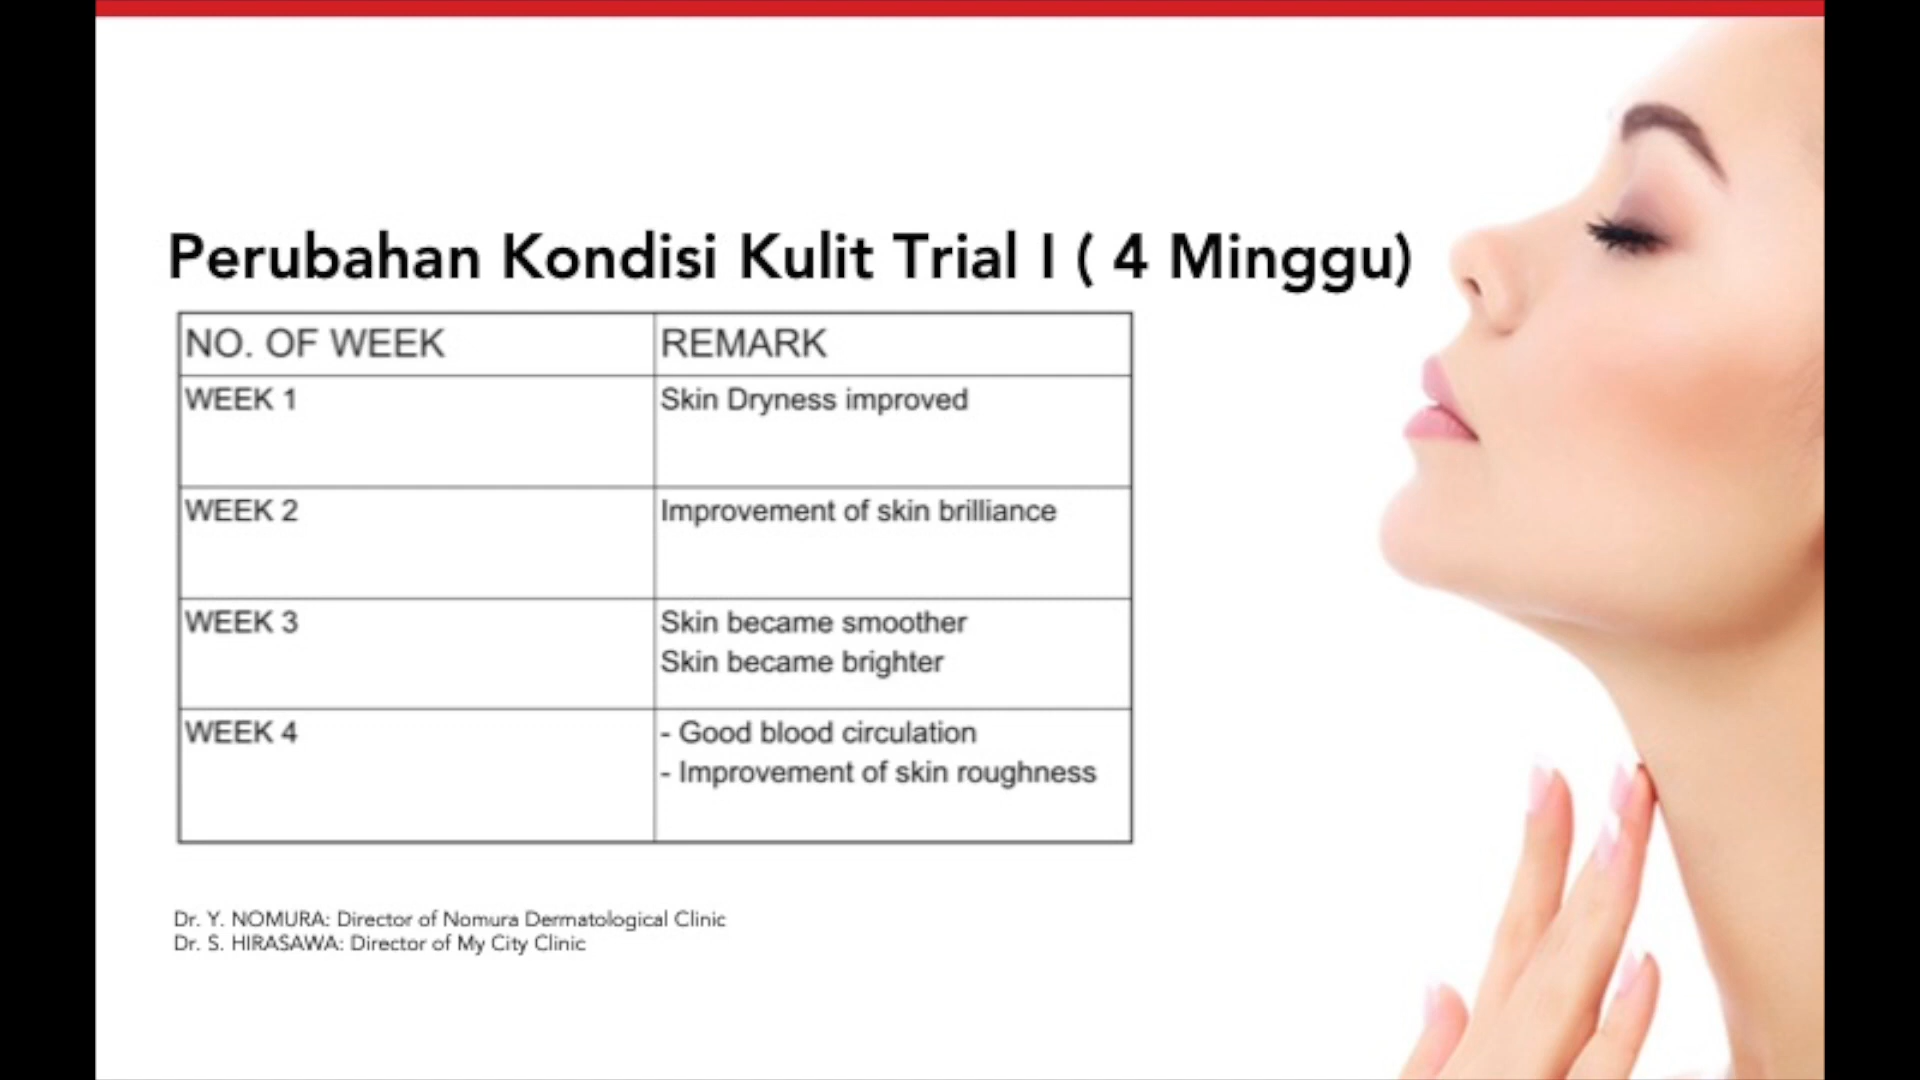 Perubahan Kondisi Kulit Trial I ( 4 Minggu)
NO. OF WEEK REMARK
WEEK 1 Skin Dryness improved
WEEK 2 Improvement of skin brilliance
WEEK 3 Skin became smoother
Skin became brighter
WEEK 4 - Good blood circulation
- Improvement of skin roughness
Dr. Y. NOMURA: Director of Nomura Dermatological Clinic
Dr. S. HIRASAWA: Director of My City Clinic